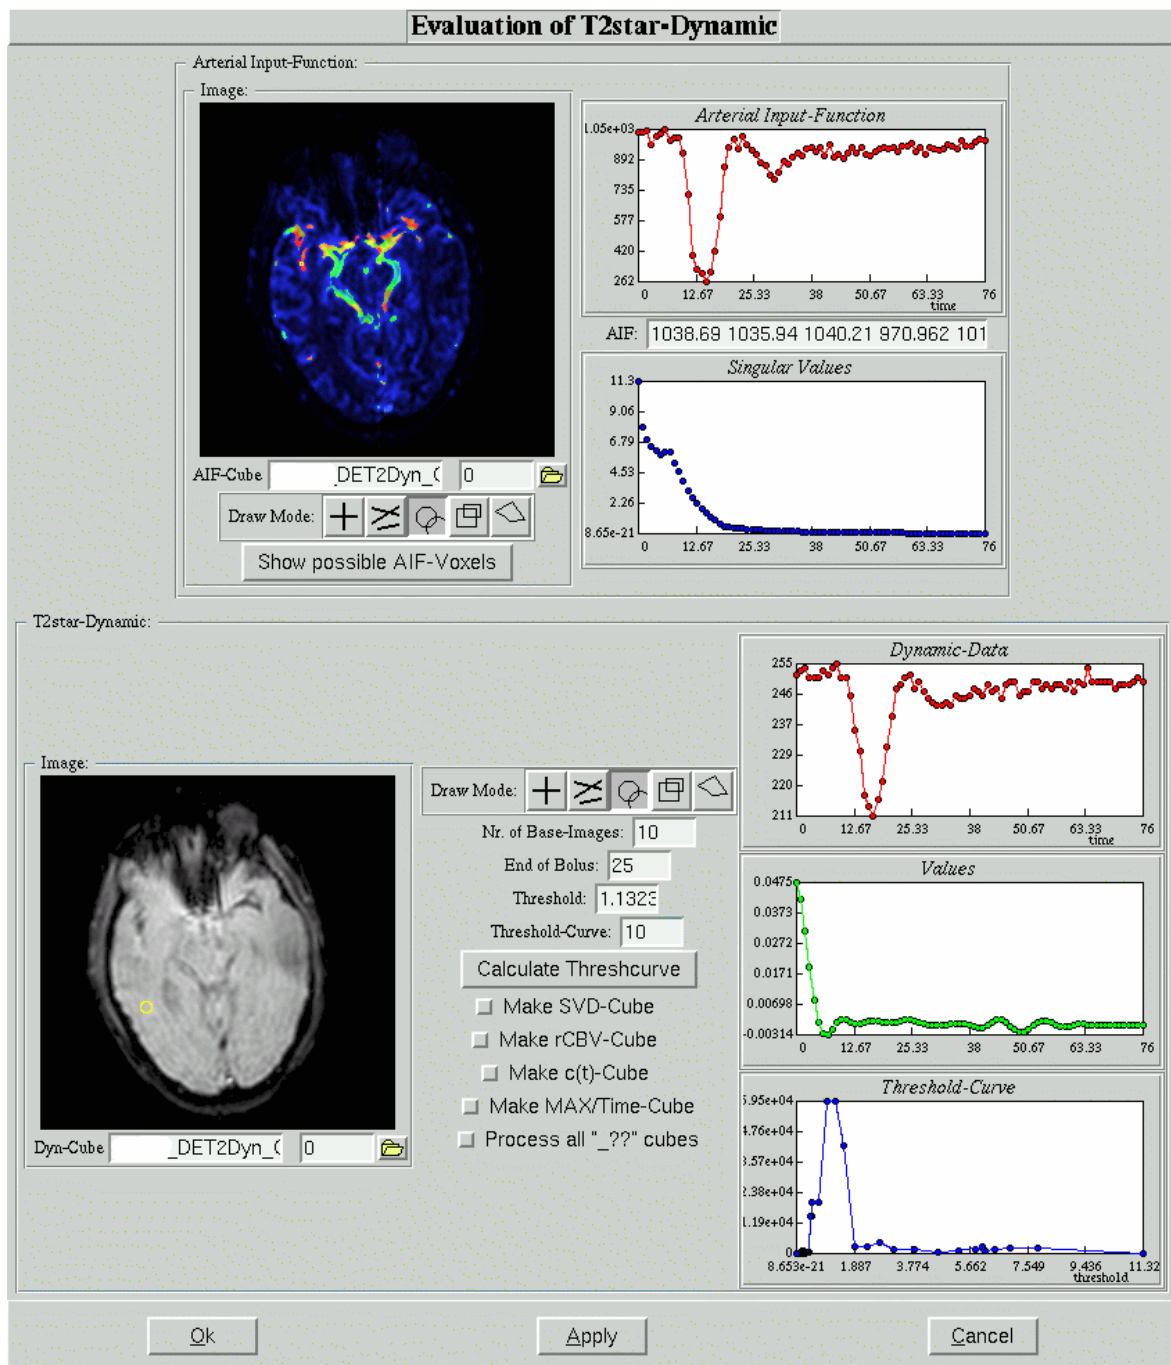 Evaluation of T2star-Dynamic
Arterial Input-Function:
Image:
Arterial Input-Function
1.05e+03
892
735
577
420
262
0 12.67 25.33 38 50.67 63.33 76
time
AIF: 1038.69 1035.94 1040.21 970.962 101
Singular Values
11.3
9.06
6.79
4.53
2.26
8.65e-21
0 12.67 25.33 38 50.67 63.33 76
AIF-Cube _DET2Dyn_( 0
Draw Mode:
Show possible AIF-Voxels
T2star-Dynamic:
Dynamic-Data
255
246
237
229
220
211
0 12.67 25.33 38 50.67 63.33 76
time
Image:
Draw Mode:
Nr. of Base-Images: 10
End of Bolus: 25
Threshold: 1.1323
Threshold-Curve: 10
Calculate Threshcurve
Make SVD-Cube
Make rCBV-Cube
Make c(t)-Cube
Make MAX/Time-Cube
Process all "_??" cubes
Dyn-Cube _DET2Dyn_( 0
Values
0.0475
0.0373
0.0272
0.0171
0.00698
-0.00314
0 12.67 25.33 38 50.67 63.33 76
Threshold-Curve
5.95e+04
4.76e+04
3.57e+04
2.38e+04
1.19e+04
0
8.653e-21 1.887 3.774 5.662 7.549 9.436 11.32
threshold
Ok Apply Cancel